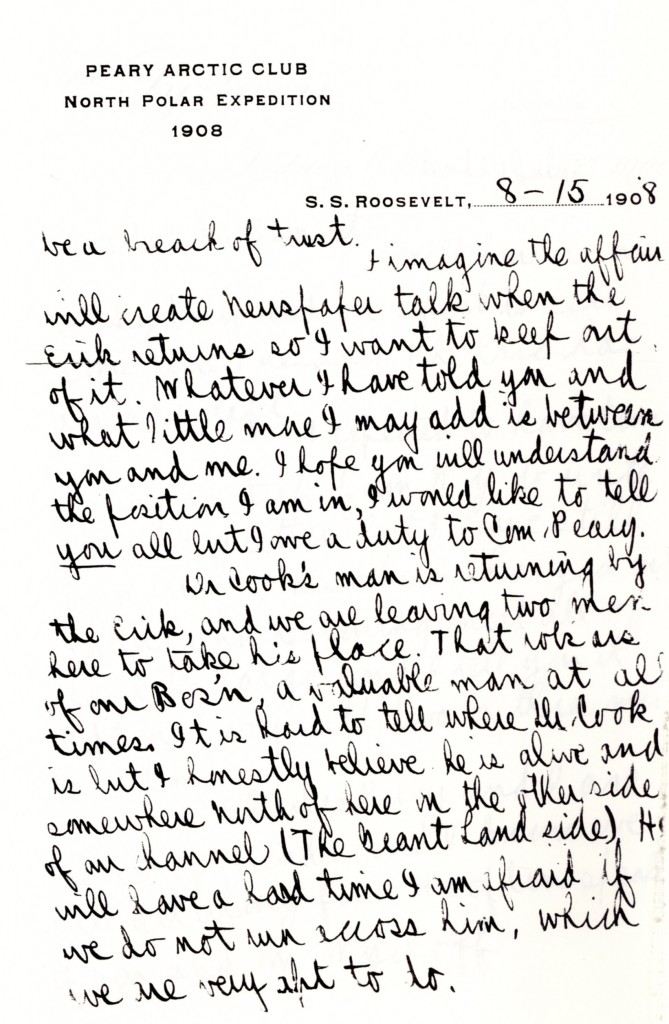 PEARY ARCTIC CLUB
NORTH POLAR EXPEDITION
1908
S. S. ROOSEVELT, 8-15 1908
be a breach of trust.
I imagine the affair
will create newspaper talk when the
Erik returns so I want to keep out
of it. Whatever I have told you and
what little more I may add is between
you and me. I hope you will understand
the position I am in, I would like to tell
you all but I owe a duty to Com. Peary.
Dr Cook's man is returning by
the Erik, and we are leaving two men
here to take his place. That robs us
of our Bos'n, a valuable man at al
times. It is hard to tell where Dr. Cook
is but I honestly believe he is alive and
somewhere north of here on the other side
of our channel (The Grant Land side). He
will have a hard time I am afraid if
we do not run across him, which
we are very apt to do.